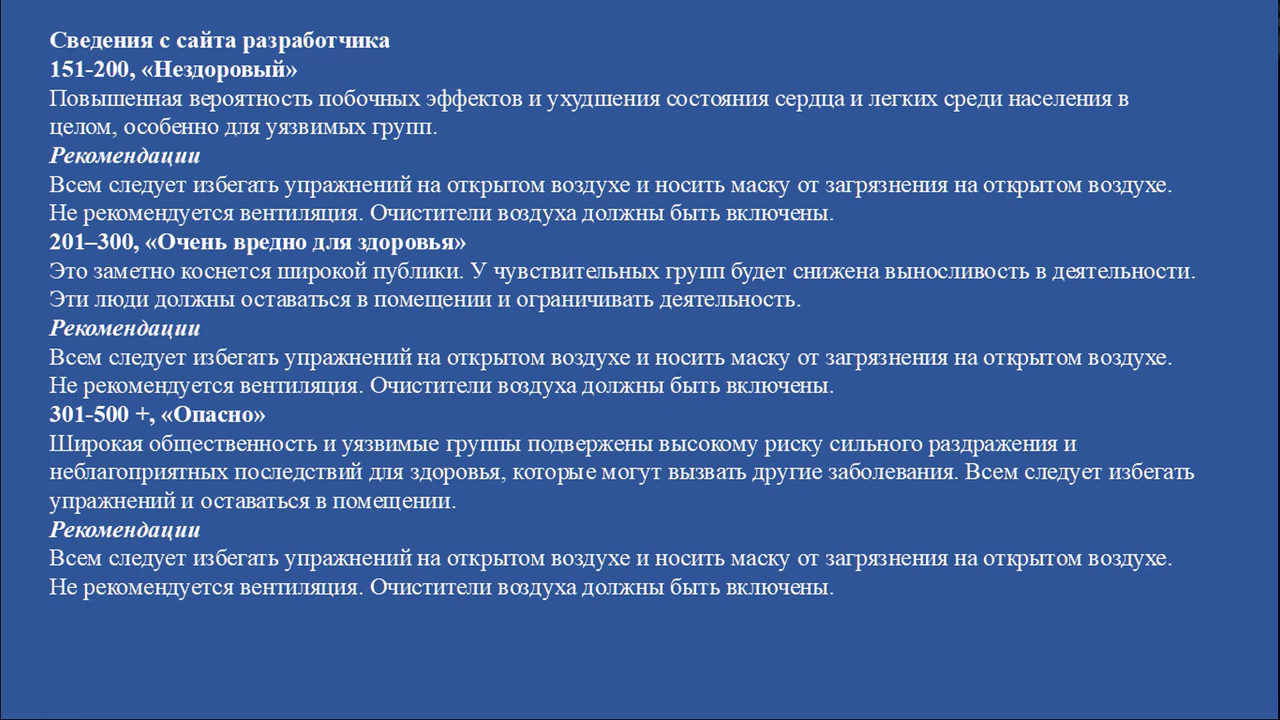 Сведения с сайта разработчика
151-200, «Нездоровый»
Повышенная вероятность побочных эффектов и ухудшения состояния сердца и легких среди населения в
целом, особенно для уязвимых групп.
Рекомендации
Всем следует избегать упражнений на открытом воздухе и носить маску от загрязнения на открытом воздухе.
Не рекомендуется вентиляция. Очистители воздуха должны быть включены.
201–300, «Очень вредно для здоровья»
Это заметно коснется широкой публики. У чувствительных групп будет снижена выносливость в деятельности.
Эти люди должны оставаться в помещении и ограничивать деятельность.
Рекомендации
Всем следует избегать упражнений на открытом воздухе и носить маску от загрязнения на открытом воздухе.
Не рекомендуется вентиляция. Очистители воздуха должны быть включены.
301-500 +, «Опасно»
Широкая общественность и уязвимые группы подвержены высокому риску сильного раздражения и
неблагоприятных последствий для здоровья, которые могут вызвать другие заболевания. Всем следует избегать
упражнений и оставаться в помещении.
Рекомендации
Всем следует избегать упражнений на открытом воздухе и носить маску от загрязнения на открытом воздухе.
Не рекомендуется вентиляция. Очистители воздуха должны быть включены.